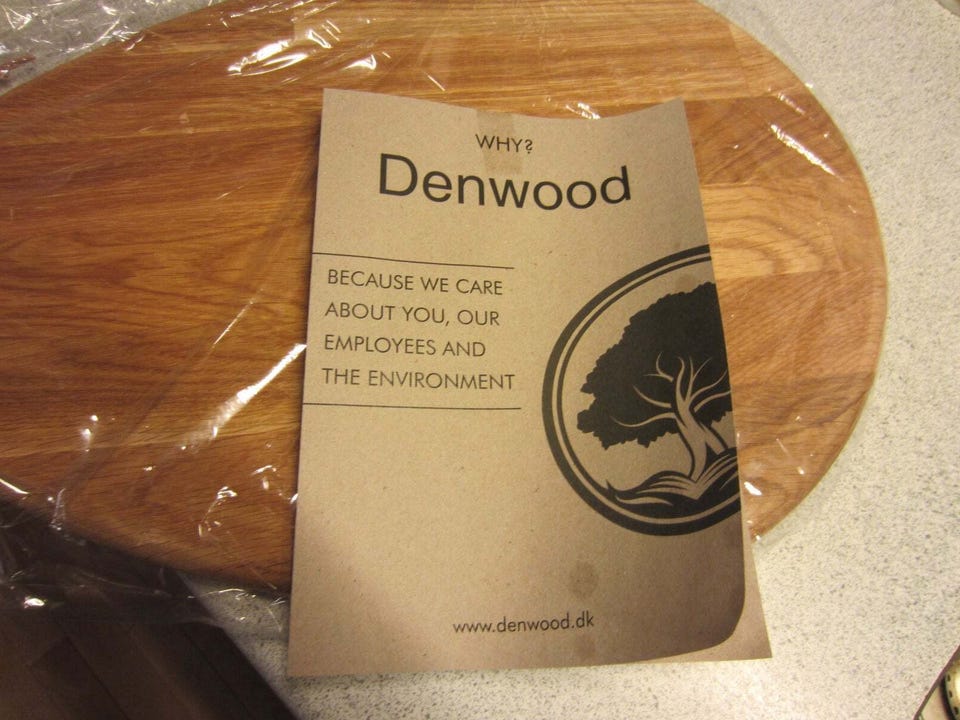 WHY?
Denwood
BECAUSE WE CARE
ABOUT YOU, OUR
EMPLOYEES AND
THE ENVIRONMENT
www.denwood.dk